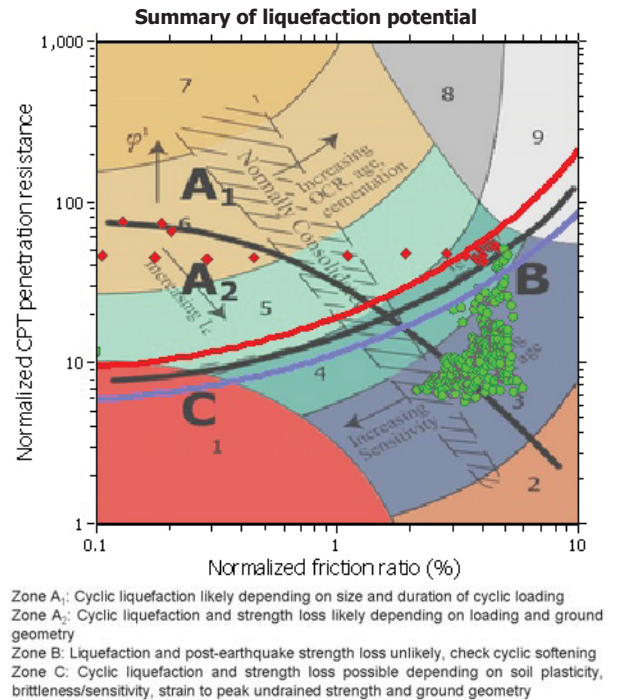 Summary of liquefaction potential
1,000
7
8
9
φ'
Increasing
OCR, age,
cementation
A1
Normally Consolidated
100
6
A2
B
Increasing Ic
5
10
4
age
3
C
Increasing
Sensitivity
1
2
1
0.1
1
10
Normalized CPT penetration resistance
Normalized friction ratio (%)
Zone A1: Cyclic liquefaction likely depending on size and duration of cyclic loading
Zone A2: Cyclic liquefaction and strength loss likely depending on loading and ground
geometry
Zone B: Liquefaction and post-earthquake strength loss unlikely, check cyclic softening
Zone C: Cyclic liquefaction and strength loss possible depending on soil plasticity,
brittleness/sensitivity, strain to peak undrained strength and ground geometry